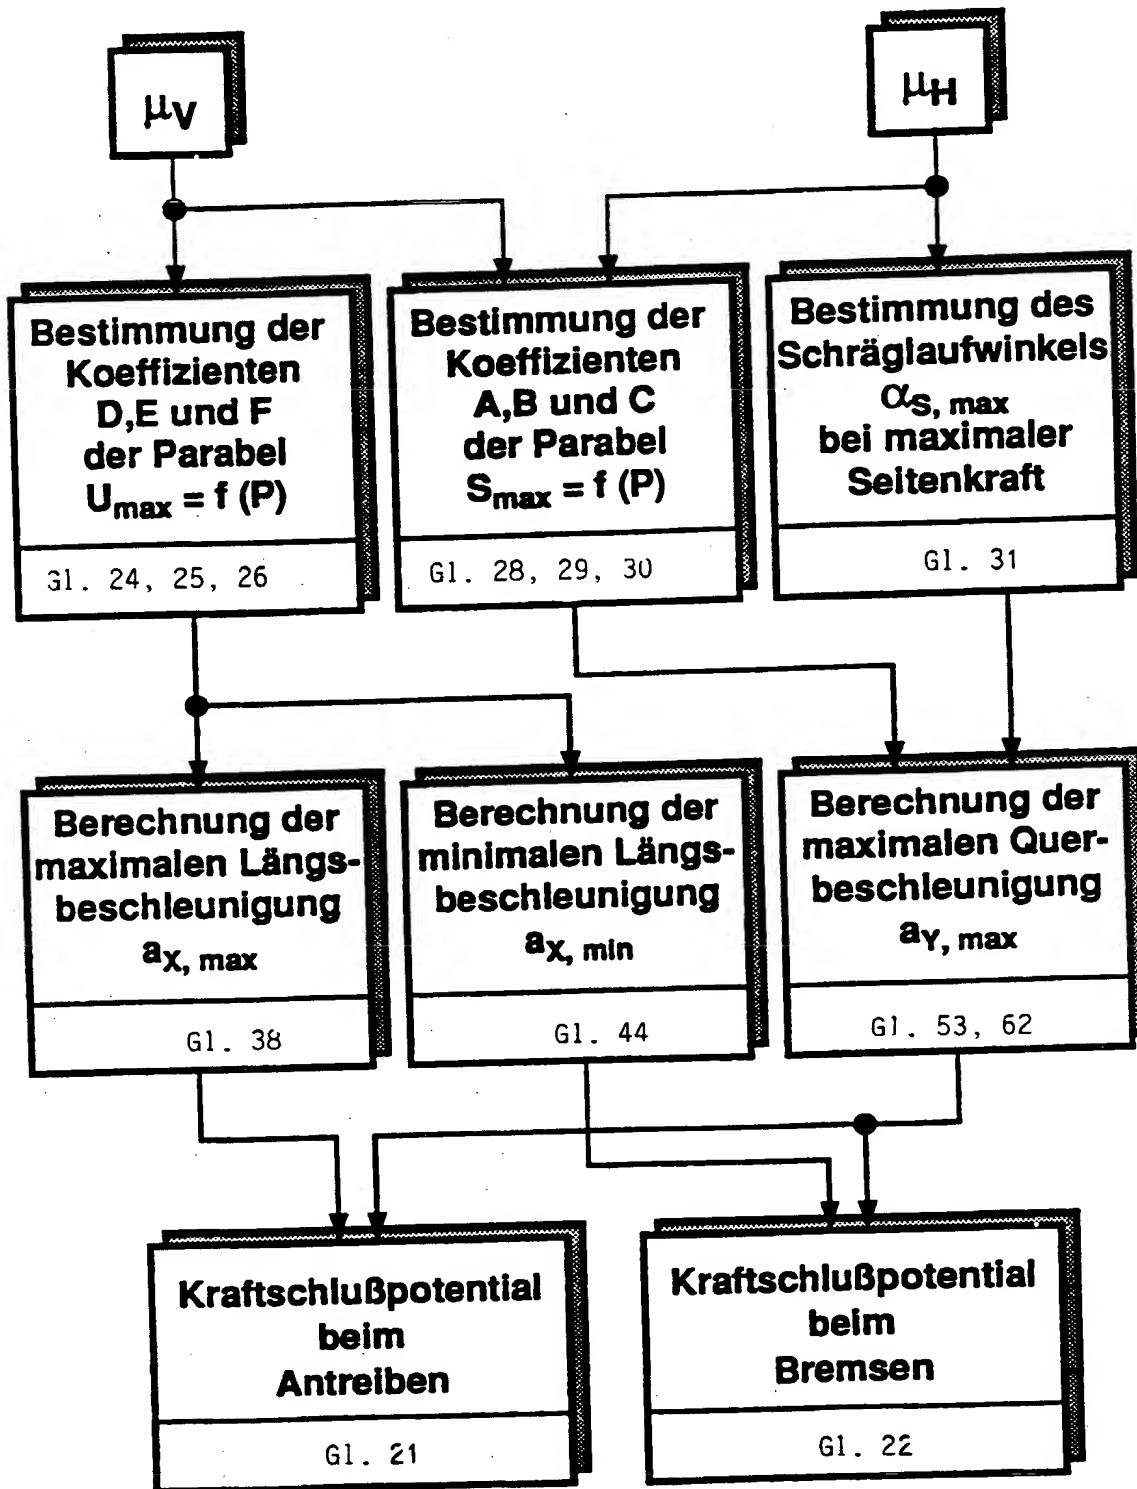 μV
μH
Bestimmung der
Koeffizienten
D,E und F
der Parabel
Umax = f (P)
Gl. 24, 25, 26
Bestimmung der
Koeffizienten
A,B und C
der Parabel
Smax = f (P)
Gl. 28, 29, 30
Bestimmung des
Schräglaufwinkels
αS, max
bei maximaler
Seitenkraft
Gl. 31
Berechnung der
maximalen Längs-
beschleunigung
aX, max
Gl. 38
Berechnung der
minimalen Längs-
beschleunigung
aX, min
Gl. 44
Berechnung der
maximalen Quer-
beschleunigung
aY, max
Gl. 53, 62
Kraftschlußpotential
beim
Antreiben
Gl. 21
Kraftschlußpotential
beim
Bremsen
Gl. 22